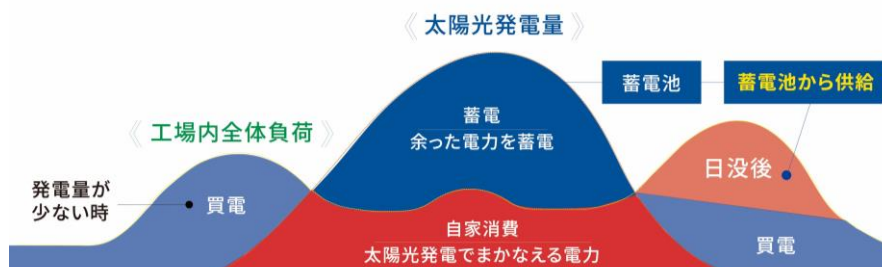 《 太陽光発電量 》
蓄電池
蓄電池から供給
蓄電
余った電力を蓄電
《 工場内全体負荷 》
日没後
発電量が
少ない時
買電
自家消費
太陽光発電でまかなえる電力
買電